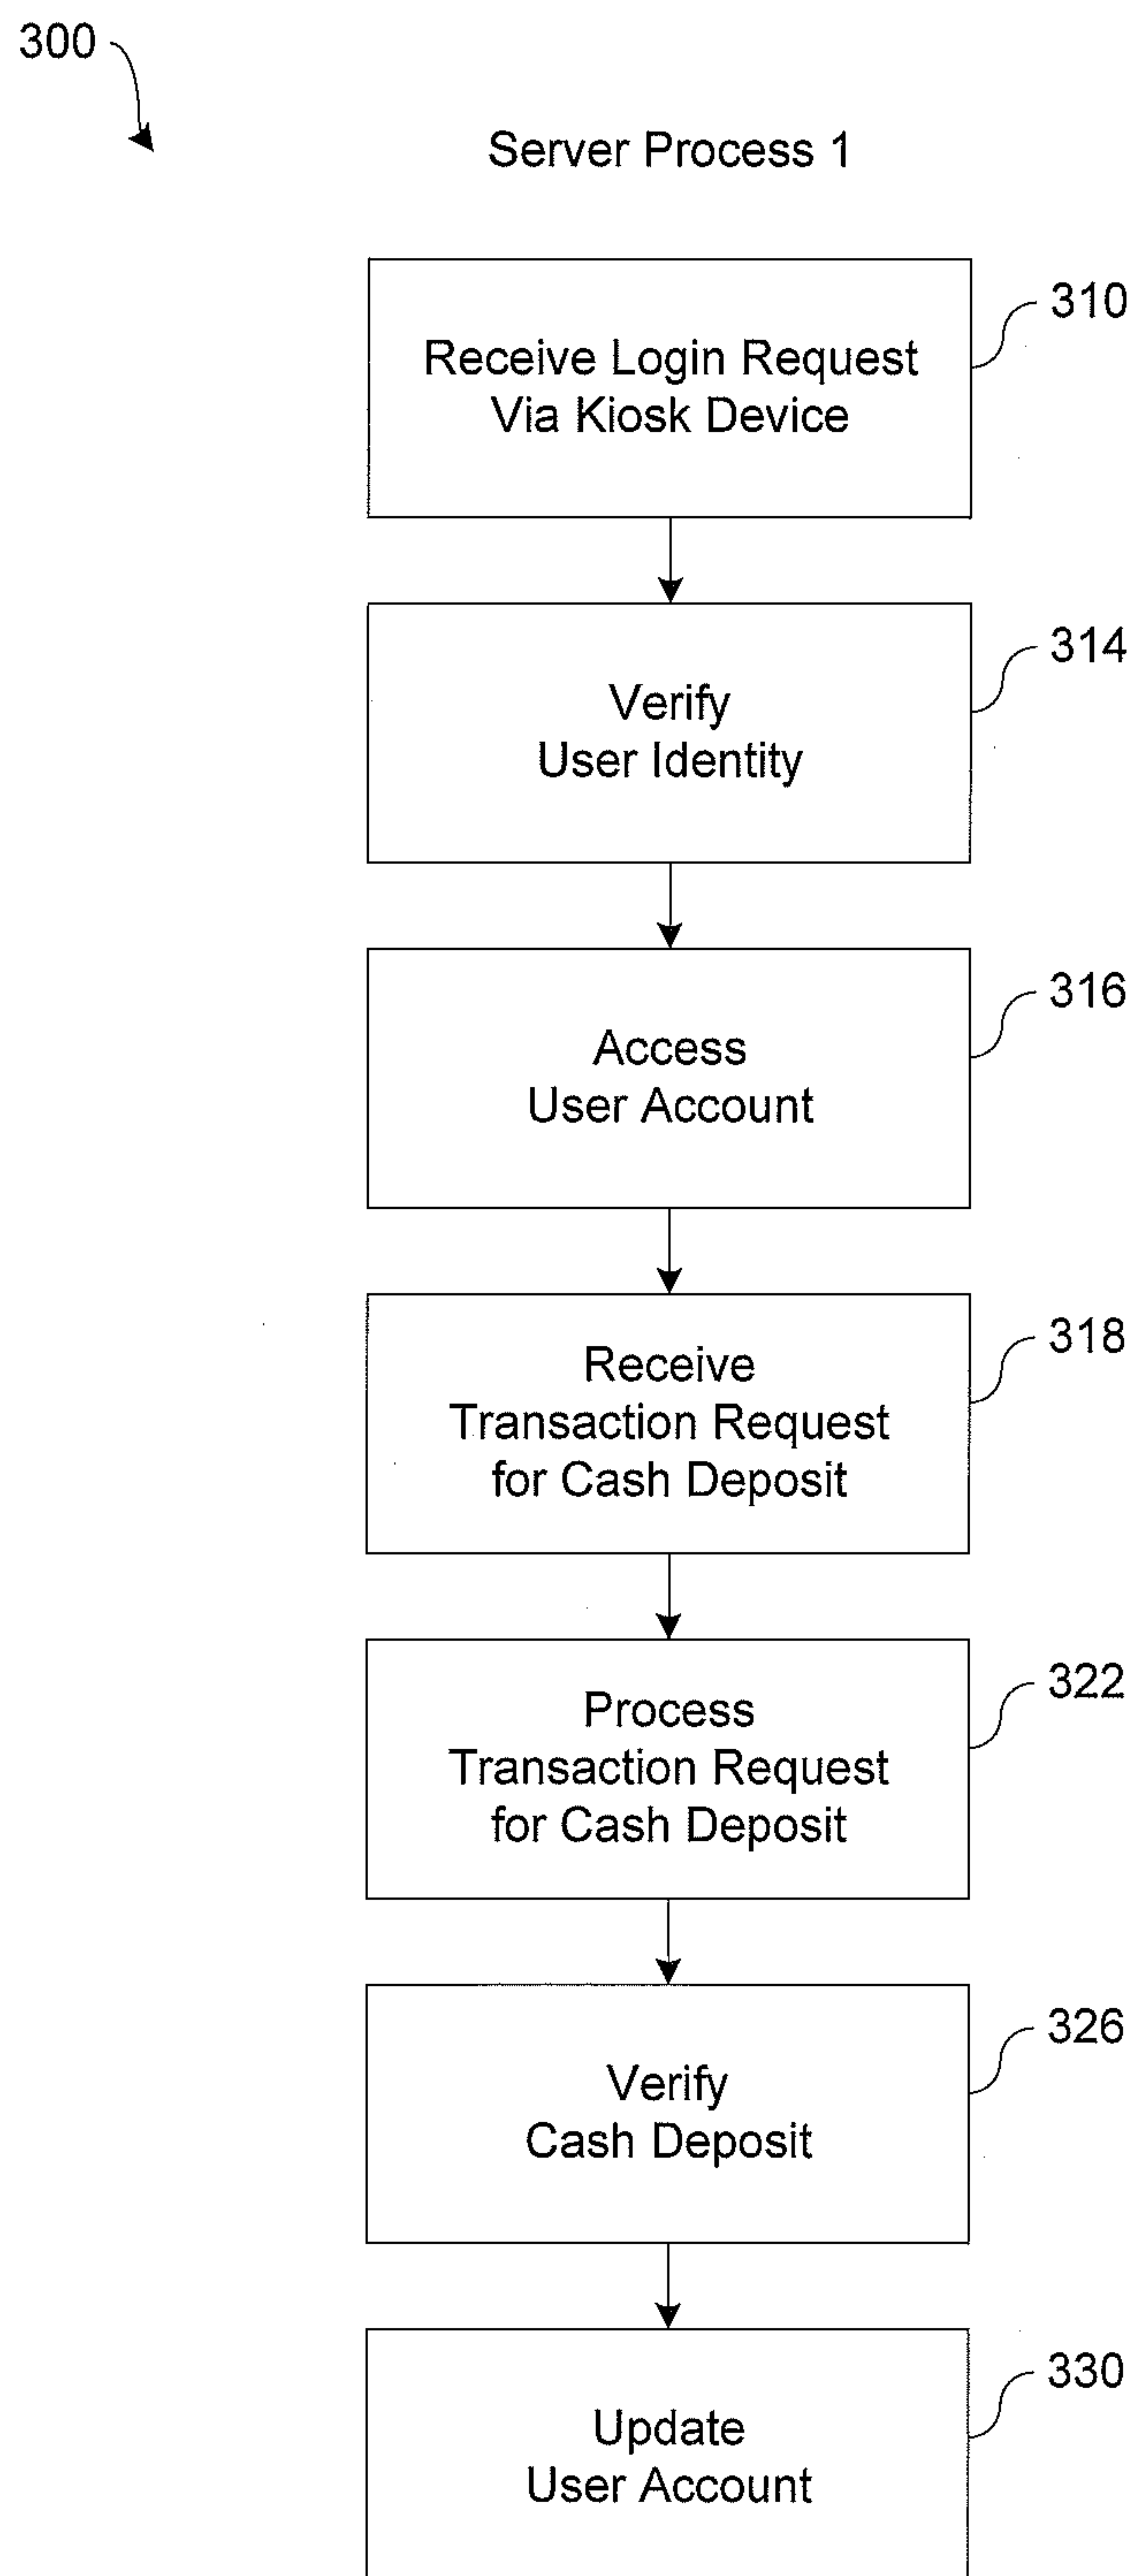 300
Server Process 1
310
Receive Login Request
Via Kiosk Device
314
Verify
User Identity
316
Access
User Account
318
Receive
Transaction Request
for Cash Deposit
322
Process
Transaction Request
for Cash Deposit
326
Verify
Cash Deposit
330
Update
User Account